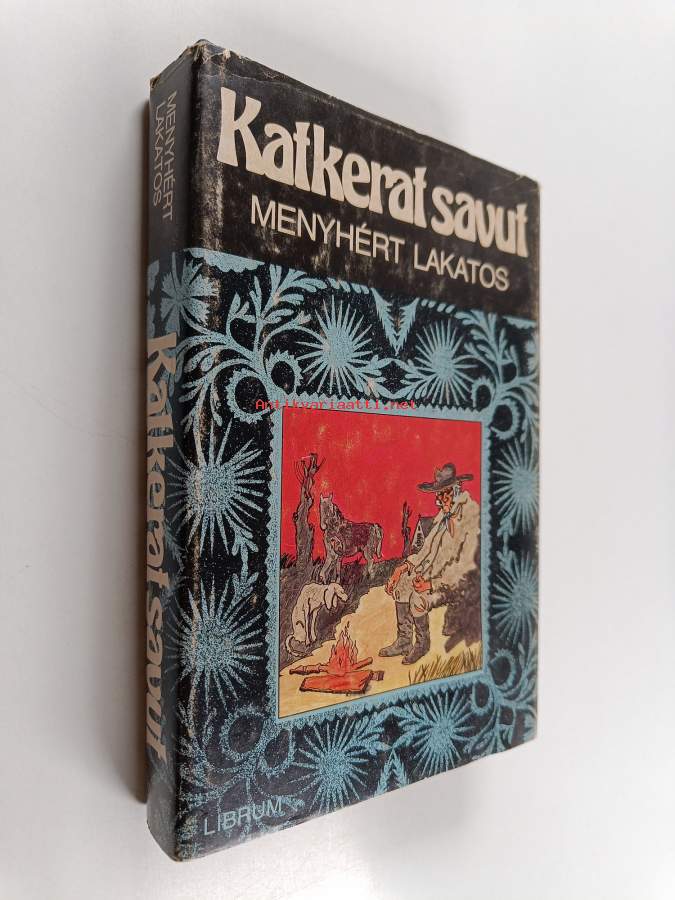 Katkerat savut
MENYHÉRT LAKATOS
LIBRUM
MENYHÉRT
LAKATOS
Katkerat savut
Antikvariaatti.net